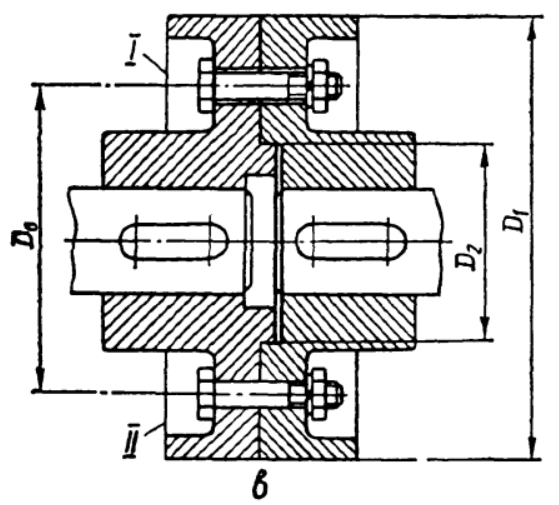 I
D₀
D₂
D₁
II
в